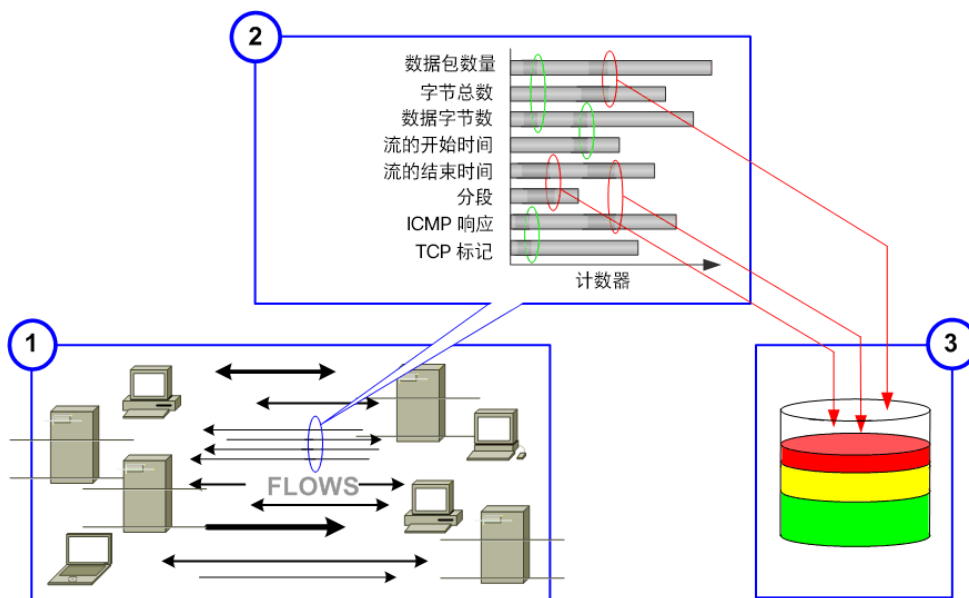 2
数据包数量
字节总数
数据字节数
流的开始时间
流的结束时间
分段
ICMP 响应
TCP 标记
计数器
1
FLOWS
3